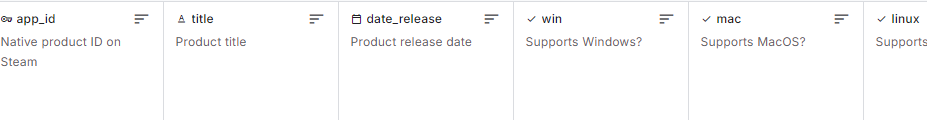 app_id title date_release win mac linux
Native product ID on Product title Product release date Supports Windows? Supports MacOS? Supports
Steam